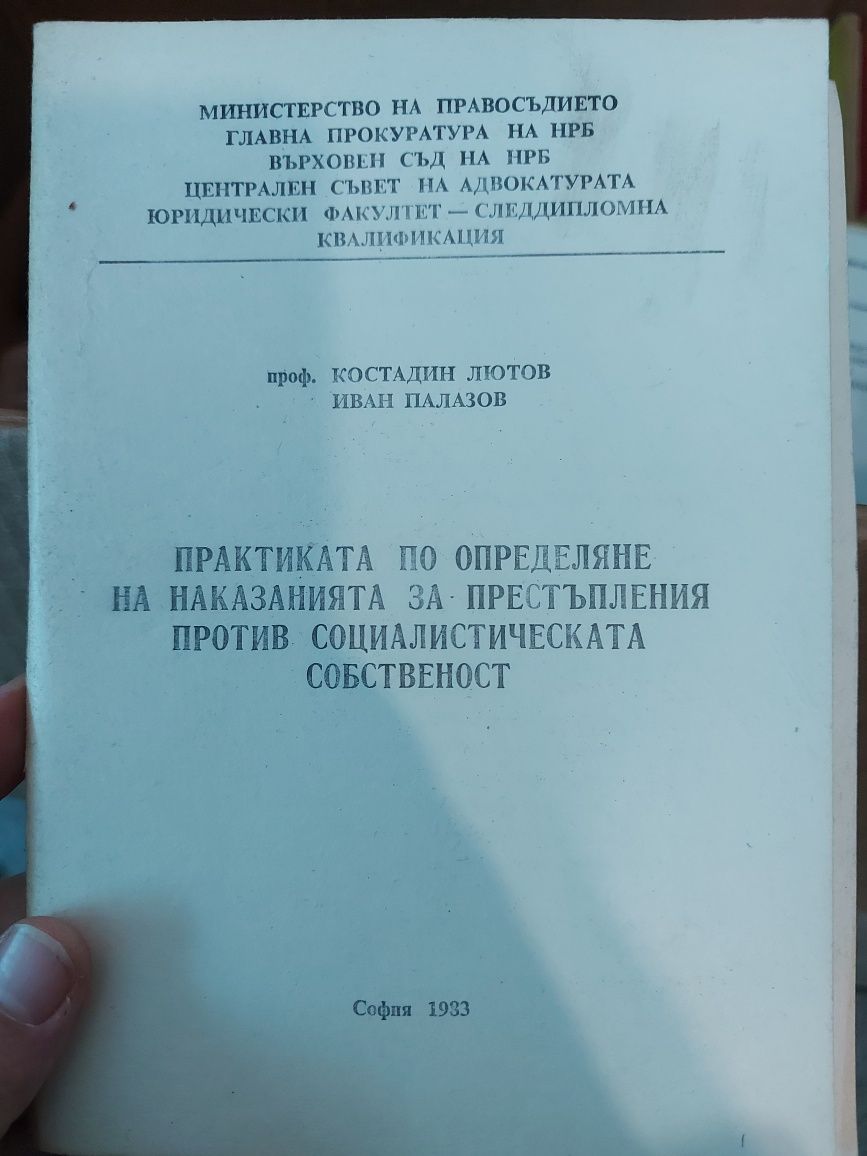 МИНИСТЕРСТВО НА ПРАВОСЪДИЕТО
ГЛАВНА ПРОКУРАТУРА НА НРБ
ВЪРХОВЕН СЪД НА НРБ
ЦЕНТРАЛЕН СЪВЕТ НА АДВОКАТУРАТА
ЮРИДИЧЕСКИ ФАКУЛТЕТ — СЛЕДДИПЛОМНА
КВАЛИФИКАЦИЯ
проф. КОСТАДИН ЛЮТОВ
ИВАН ПАЛАЗОВ
ПРАКТИКАТА ПО ОПРЕДЕЛЯНЕ
НА НАКАЗАНИЯТА ЗА ПРЕСТЪПЛЕНИЯ
ПРОТИВ СОЦИАЛИСТИЧЕСКАТА
СОБСТВЕНОСТ
София 1983